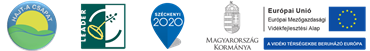 HAJT-A CSAPAT
LEADER
SZÉCHENYI
2020
MAGYARORSZÁG
KORMÁNYA
Európai Unió
Európai Mezőgazdasági
Vidékfejlesztési Alap
A VIDÉKI TÉRSÉGEKBE BERUHÁZÓ EURÓPA